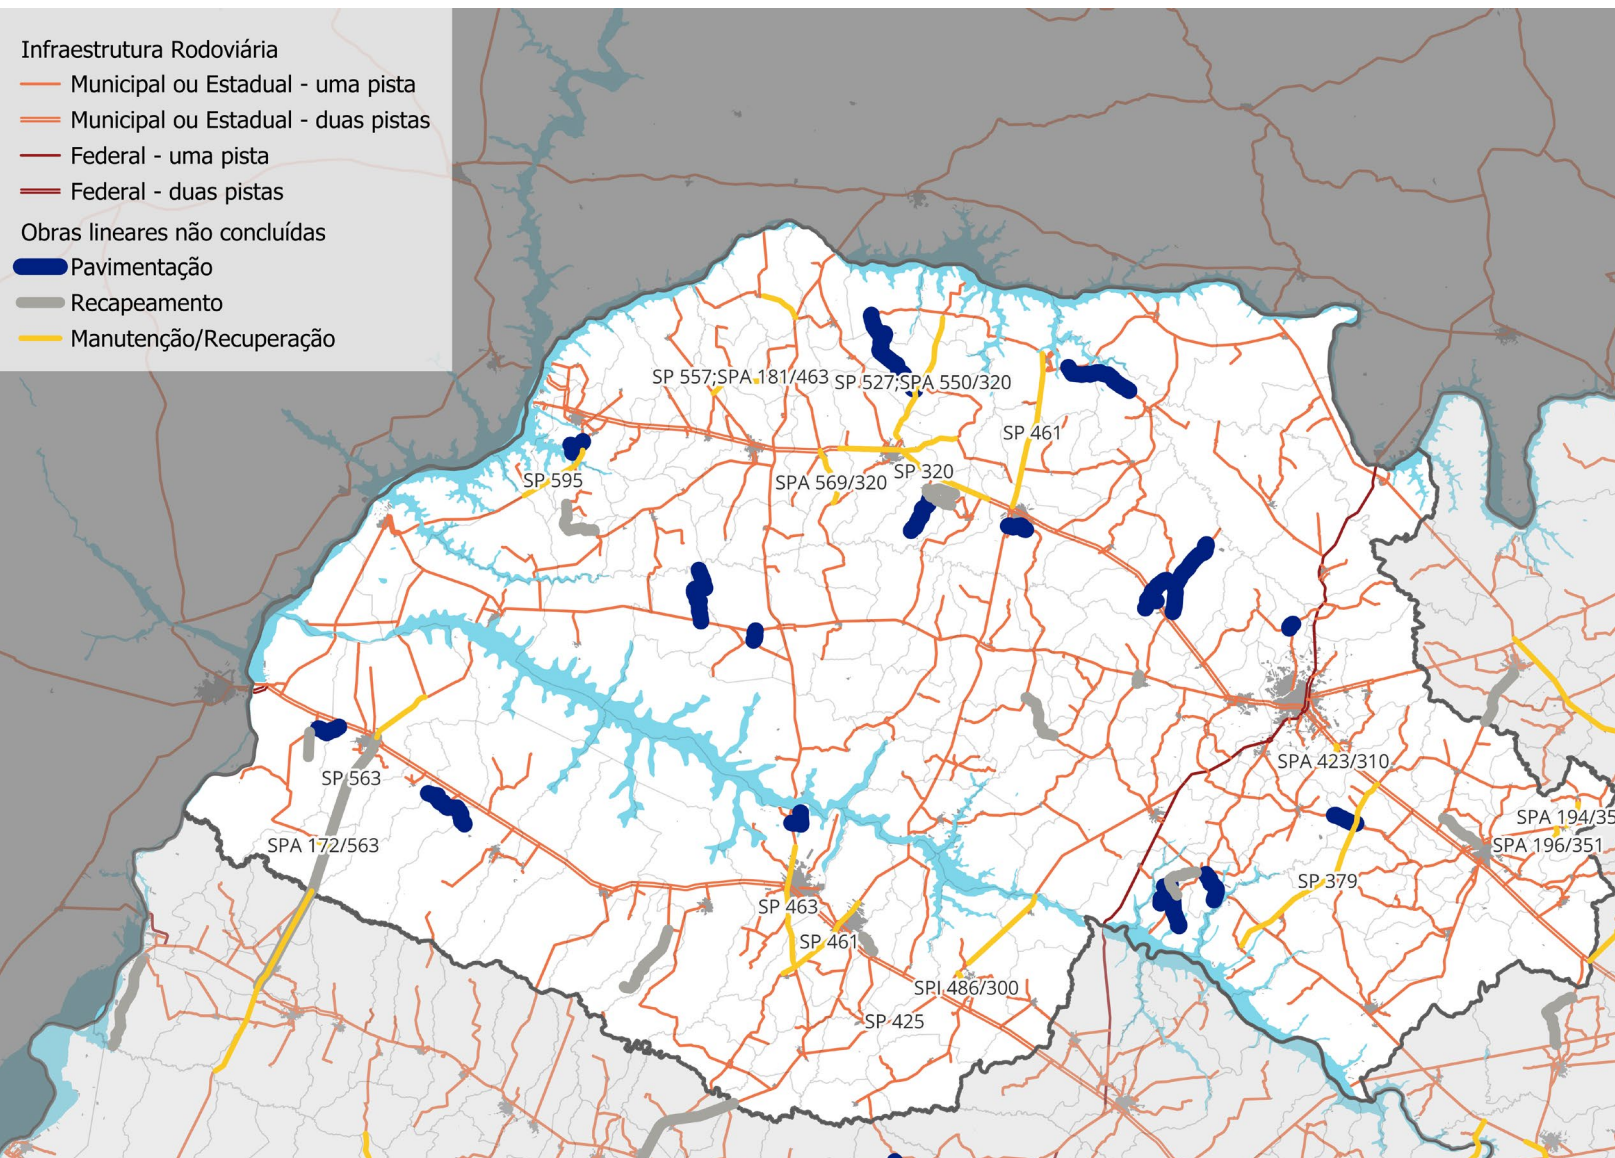 Infraestrutura Rodoviária
Municipal ou Estadual - uma pista
Municipal ou Estadual - duas pistas
Federal - uma pista
Federal - duas pistas
Obras lineares não concluídas
Pavimentação
Recapeamento
Manutenção/Recuperação
SP 557;SPA 181/463
SP 527;SPA 550/320
SP 461
SP 595
SPA 569/320
SP 320
SP 563
SPA 172/563
SPA 423/310
SPA 194/35
SPA 196/351
SP 379
SP 463
SP 461
SPI 486/300
SP 425